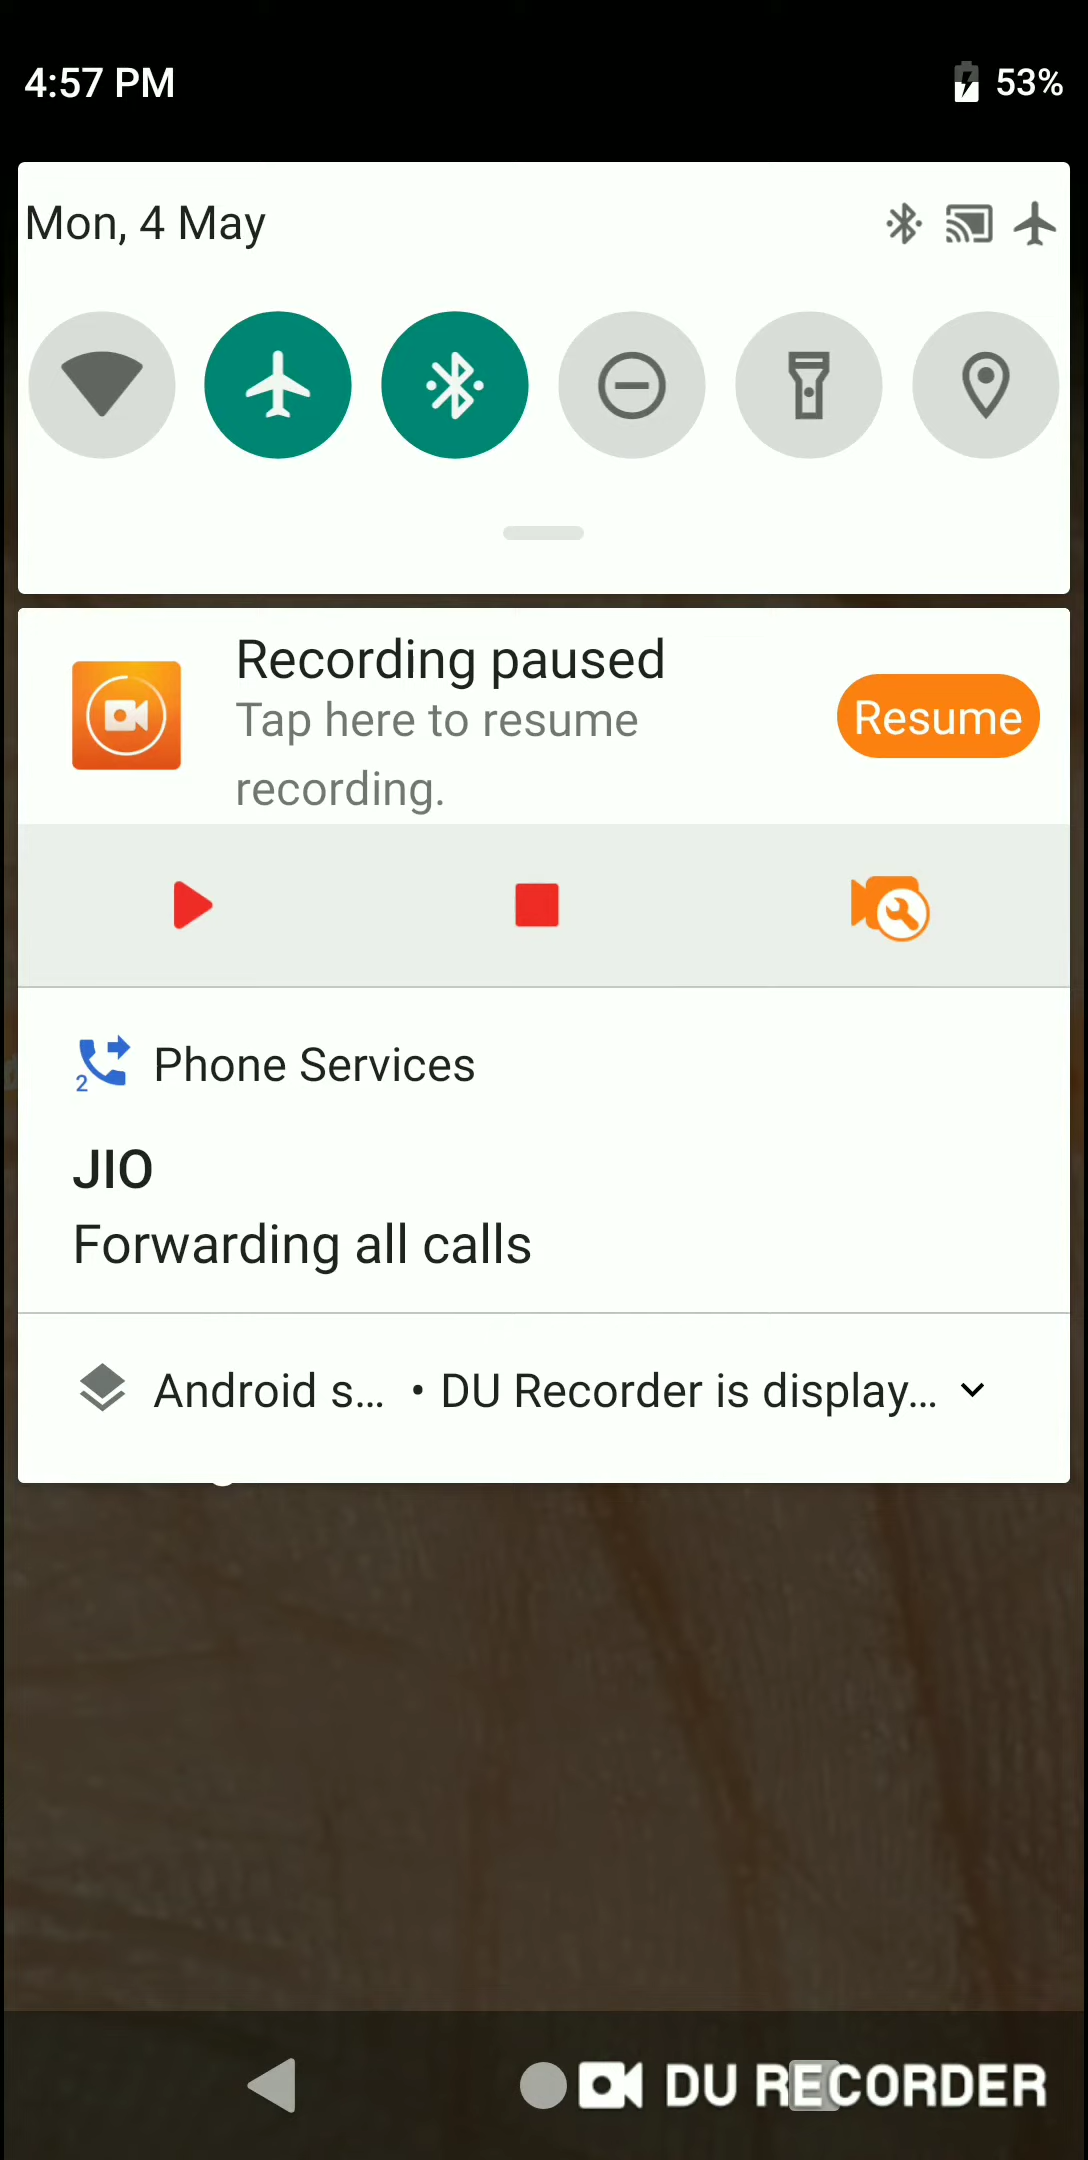 4:57 PM
53%
Mon, 4 May
Recording paused
Tap here to resume
recording.
Resume
2
Phone Services
JIO
Forwarding all calls
Android s… • DU Recorder is display…
DU RECORDER